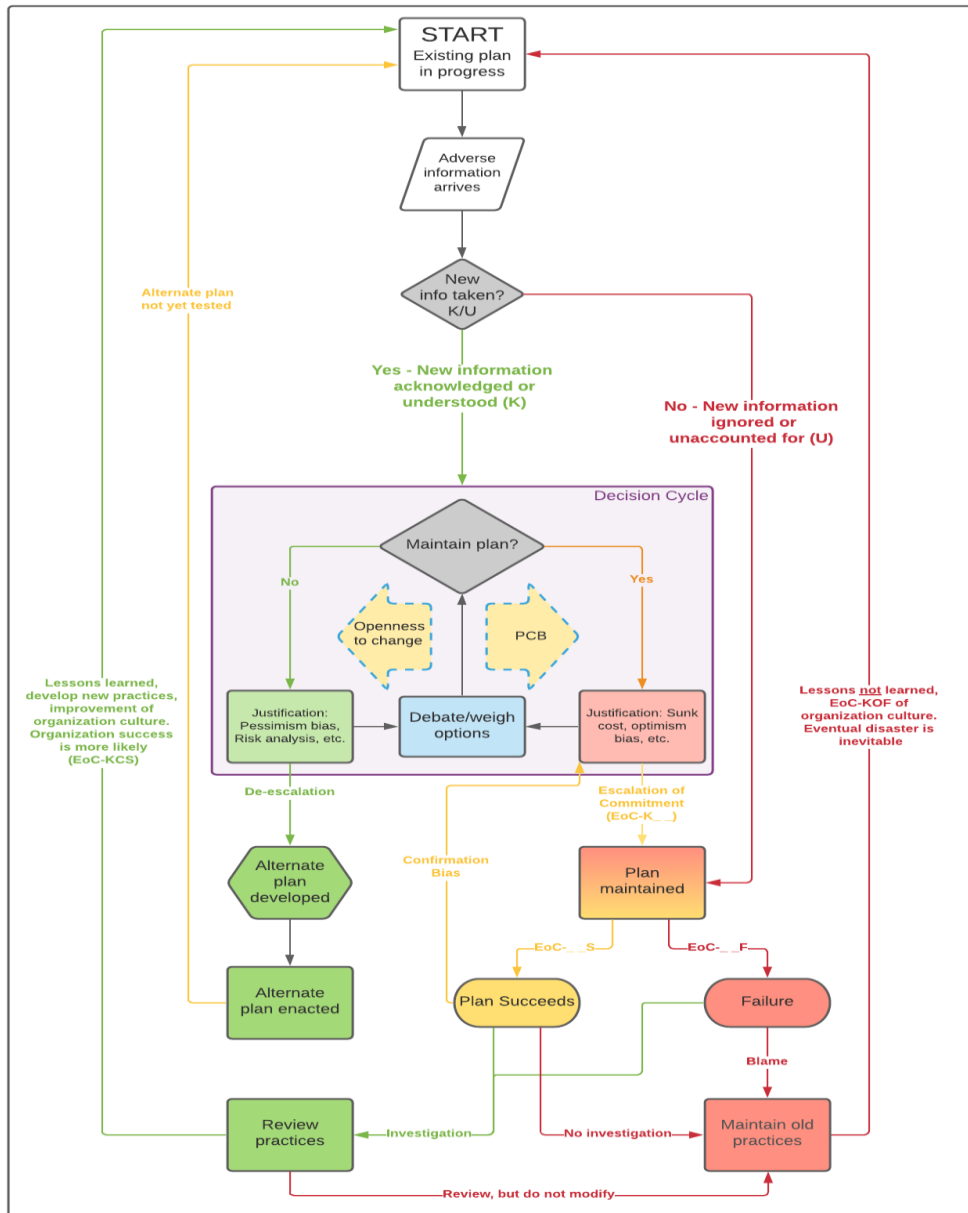 START
Existing plan
in progress
Adverse
information
arrives
New
info taken?
K/U
Alternate plan
not yet tested
Yes - New information
acknowledged or
understood (K)
No - New information
ignored or
unaccounted for (U)
Decision Cycle
Maintain plan?
No
Yes
Openness
to change
PCB
Justification:
Pessimism bias,
Risk analysis, etc.
Debate/weigh
options
Justification: Sunk
cost, optimism
bias, etc.
Lessons learned,
develop new practices,
improvement of
organization culture.
Organization success
is more likely
(EoC-KCS)
Lessons not learned,
EoC-KOF of
organization culture.
Eventual disaster is
inevitable
De-escalation
Escalation of
Commitment
(EoC-K_ _)
Confirmation
Bias
Alternate
plan
developed
Plan
maintained
EoC-_ _S
EoC-_ _F
Alternate
plan enacted
Plan Succeeds
Failure
Blame
Review
practices
Investigation
No investigation
Maintain old
practices
Review, but do not modify